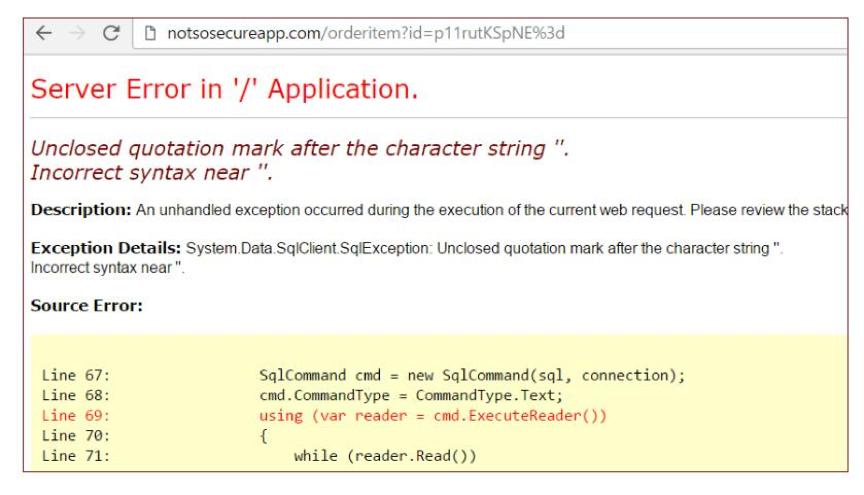 notsosecureapp.com/orderitem?id=p11rutKSpNE%3d
Server Error in '/' Application.
Unclosed quotation mark after the character string ''.
Incorrect syntax near ''.
Description: An unhandled exception occurred during the execution of the current web request. Please review the stack
Exception Details: System.Data.SqlClient.SqlException: Unclosed quotation mark after the character string ''.
Incorrect syntax near ''.
Source Error:
Line 67: SqlCommand cmd = new SqlCommand(sql, connection);
Line 68: cmd.CommandType = CommandType.Text;
Line 69: using (var reader = cmd.ExecuteReader())
Line 70: {
Line 71: while (reader.Read())